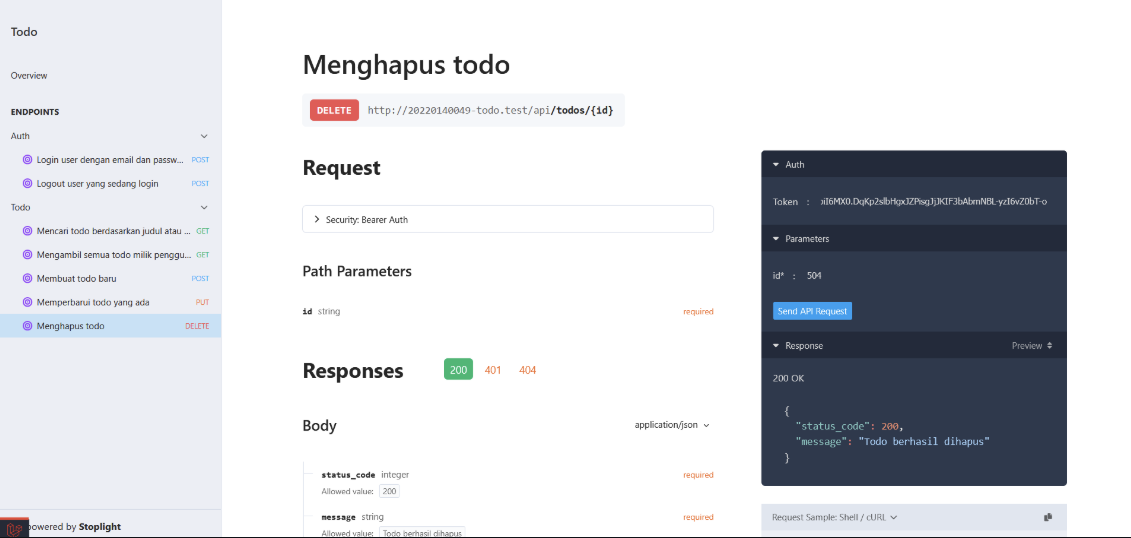 Todo
Overview
ENDPOINTS
Auth
Login user dengan email dan passw... POST
Logout user yang sedang login POST
Todo
Mencari todo berdasarkan judul atau ... GET
Mengambil semua todo milik penggu... GET
Membuat todo baru POST
Memperbarui todo yang ada PUT
Menghapus todo DELETE
powered by Stoplight
Menghapus todo
DELETE http://20220140049-todo.test/api/todos/{id}
Request
Security: Bearer Auth
Path Parameters
id string required
Responses 200 401 404
Body application/json
status_code integer required
Allowed value: 200
message string required
Allowed value: Todo berhasil dihapus
Auth
Token :
Parameters
id* : 504
Send API Request
Response Preview
200 OK
{
"status_code": 200,
"message": "Todo berhasil dihapus"
}
Request Sample: Shell / cURL